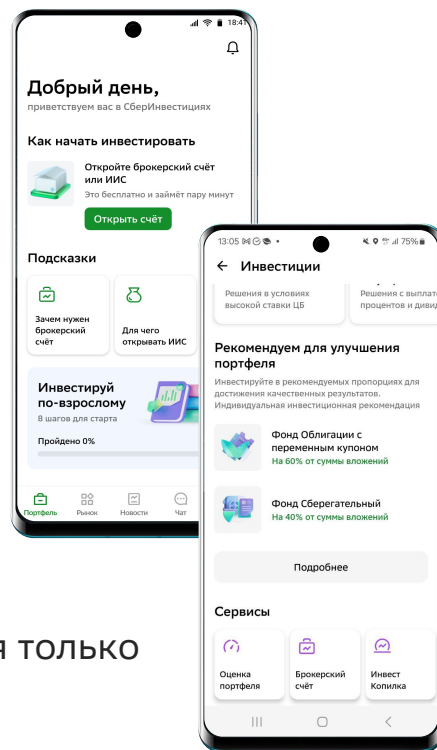 18:41
Добрый день,
приветствуем вас в СберИнвестициях
Как начать инвестировать
Откройте брокерский счёт
или ИИС
Это бесплатно и займёт пару минут
Открыть счёт
Подсказки
Зачем нужен
брокерский
счёт
Для чего
открывать ИИС
Инвестируй
по-взрослому
8 шагов для старта
Пройдено 0%
Портфель
Рынок
Новости
Чат
13:05
75%
Инвестиции
Решения в условиях
высокой ставки ЦБ
Решения с выплат
процентов и дивид
Рекомендуем для улучшения
портфеля
Инвестируйте в рекомендуемых пропорциях для
достижения качественных результатов.
Индивидуальная инвестиционная рекомендация
Фонд Облигации с
переменным купоном
На 60% от суммы вложений
Фонд Сберегательный
На 40% от суммы вложений
Подробнее
Сервисы
Оценка
портфеля
Брокерский
счёт
Инвест
Копилка
я только